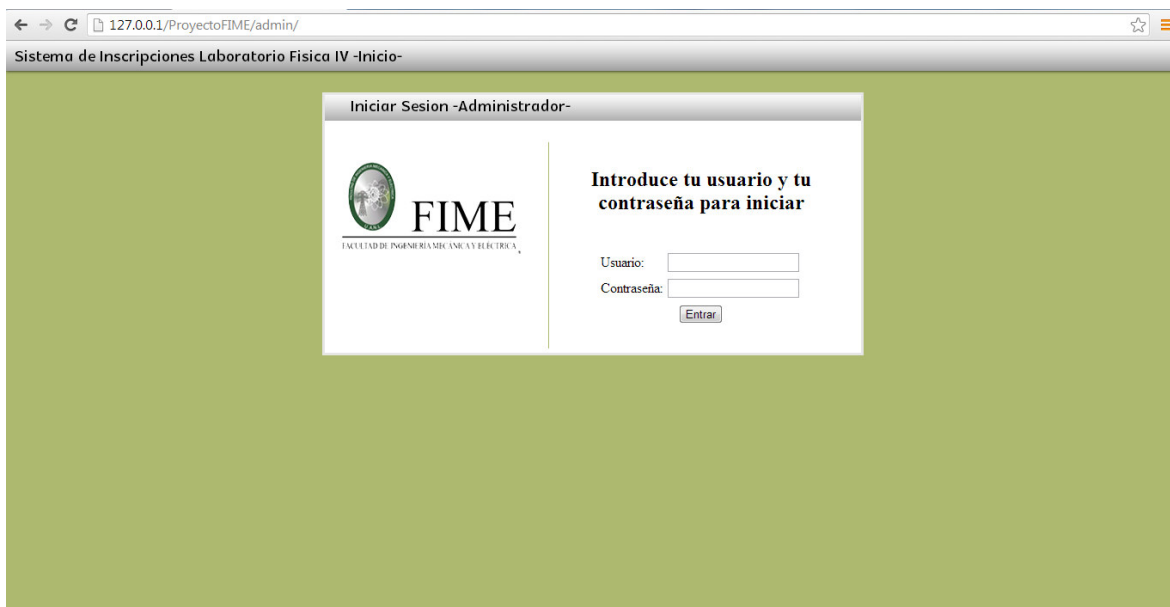 127.0.0.1/ProyectoFIME/admin/
Sistema de Inscripciones Laboratorio Fisica IV -Inicio-
Iniciar Sesion -Administrador-
FIME
FACULTAD DE INGENIERÍA MECANICA Y ELÉCTRICA
Introduce tu usuario y tu
contraseña para iniciar
Usuario:
Contraseña:
Entrar